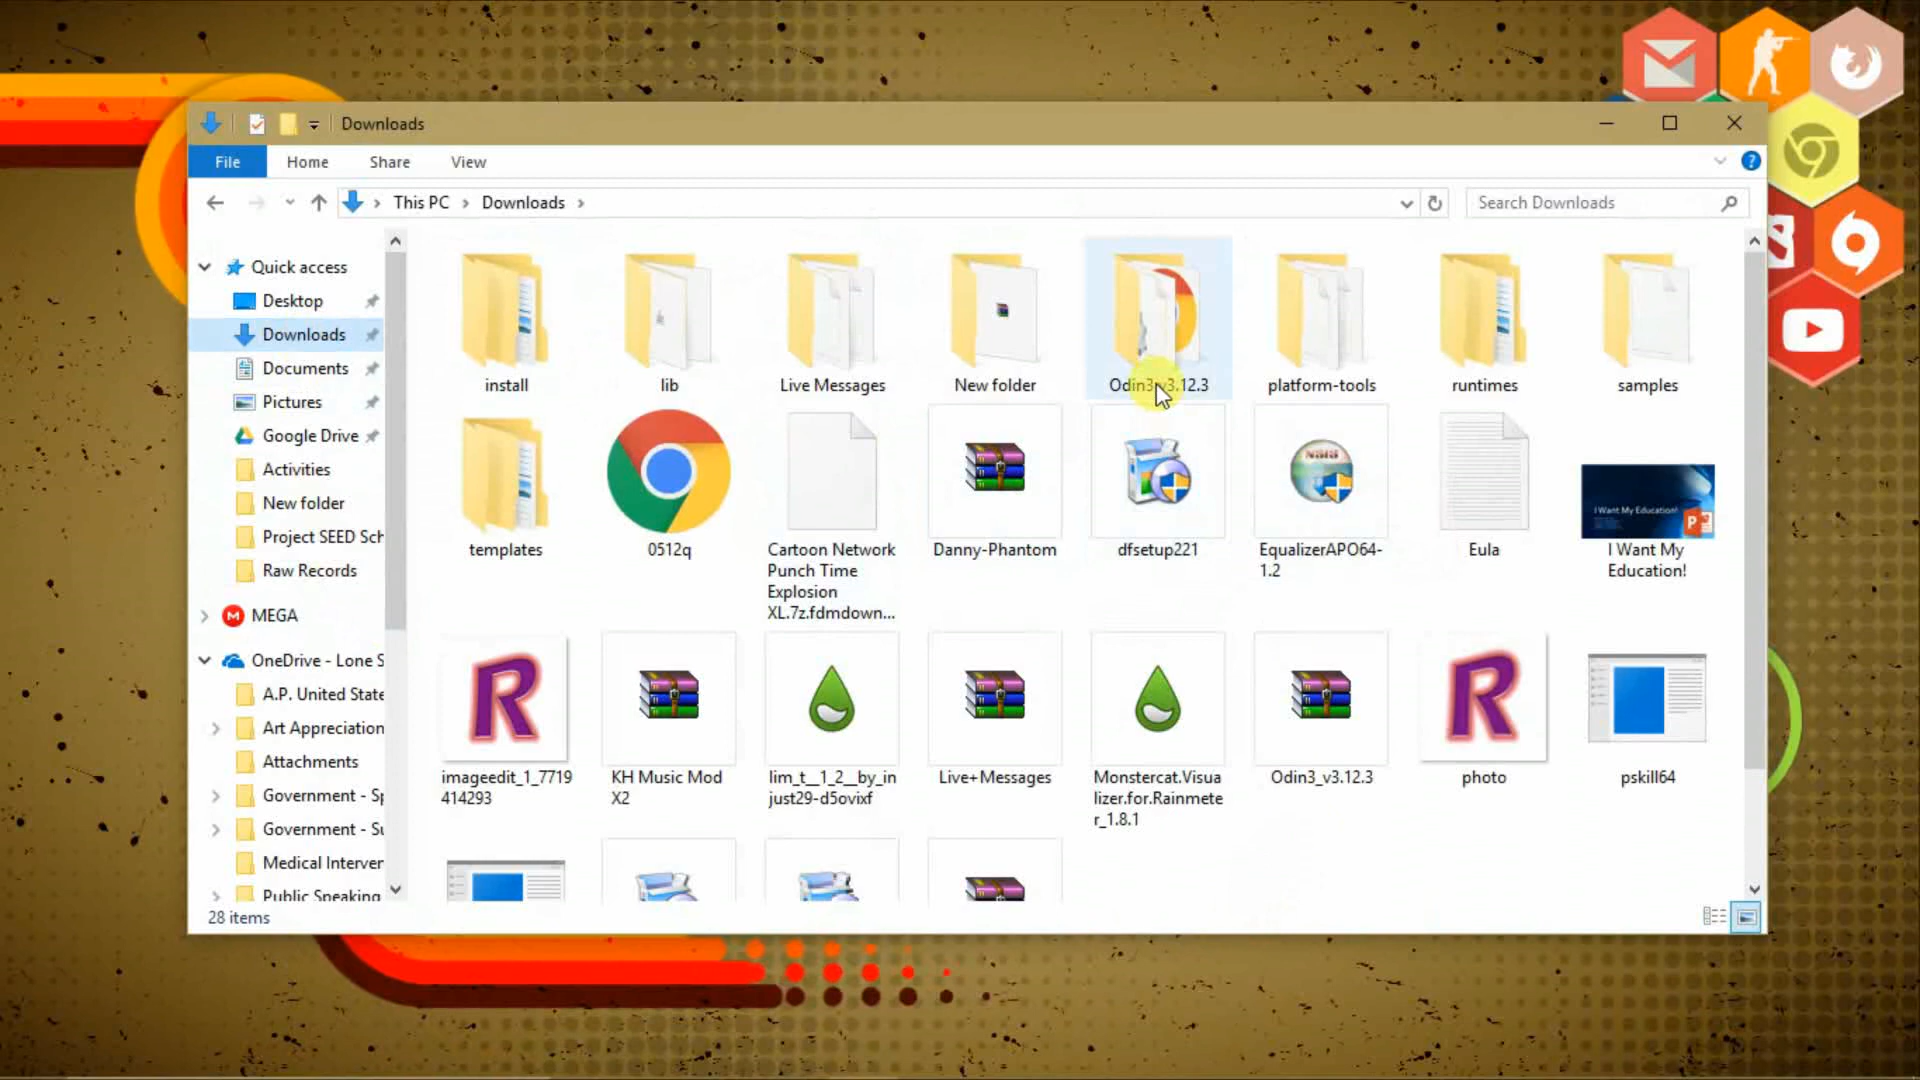 Downloads
File Home Share View
This PC Downloads
Search Downloads
Quick access
Desktop
Downloads
Documents
Pictures
Google Drive
Activities
New folder
Project SEED Sch
Raw Records
MEGA
OneDrive - Lone S
A.P. United State
Art Appreciation
Attachments
Government - Sp
Government - Su
Medical Interver
Public Speaking
install
lib
Live Messages
New folder
Odin3_v3.12.3
platform-tools
runtimes
samples
NSIS
I Want My Education!
templates
0512q
Cartoon Network
Punch Time
Explosion
XL.7z.fdmdown...
Danny-Phantom
dfsetup221
EqualizerAPO64-
1.2
Eula
I Want My
Education!
R
R
imageedit_1_7719
414293
KH Music Mod
X2
lim_t__1_2__by_in
just29-d5ovixf
Live+Messages
Monstercat.Visua
lizer.for.Rainmete
r_1.8.1
Odin3_v3.12.3
photo
pskill64
28 items